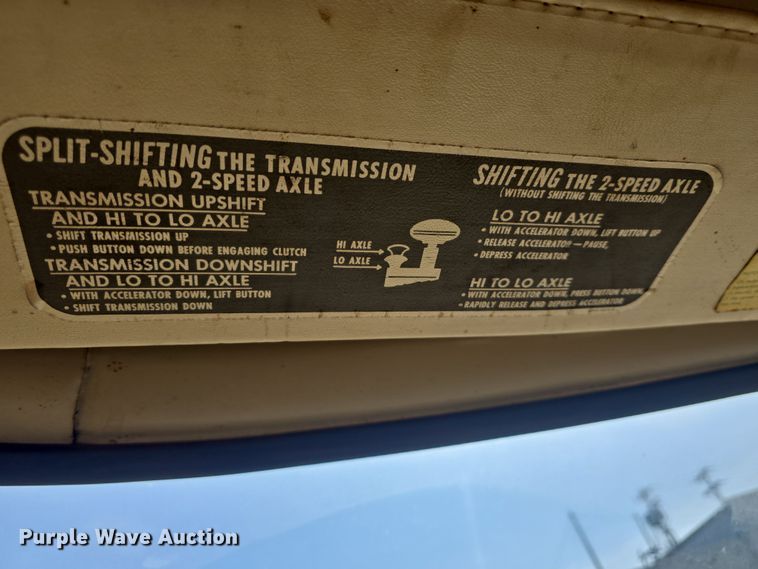 SPLIT-SHIFTING THE TRANSMISSION
AND 2-SPEED AXLE
TRANSMISSION UPSHIFT
AND HI TO LO AXLE
• SHIFT TRANSMISSION UP
• PUSH BUTTON DOWN BEFORE ENGAGING CLUTCH
TRANSMISSION DOWNSHIFT
AND LO TO HI AXLE
• WITH ACCELERATOR DOWN, LIFT BUTTON
• SHIFT TRANSMISSION DOWN
HI AXLE
LO AXLE
SHIFTING THE 2-SPEED AXLE
(WITHOUT SHIFTING THE TRANSMISSION)
LO TO HI AXLE
• WITH ACCELERATOR DOWN, LIFT BUTTON UP
• RELEASE ACCELERATOR — PAUSE,
• DEPRESS ACCELERATOR
HI TO LO AXLE
• WITH ACCELERATOR DOWN, PRESS BUTTON DOWN,
• RAPIDLY RELEASE AND DEPRESS ACCELERATOR
Purple Wave Auction